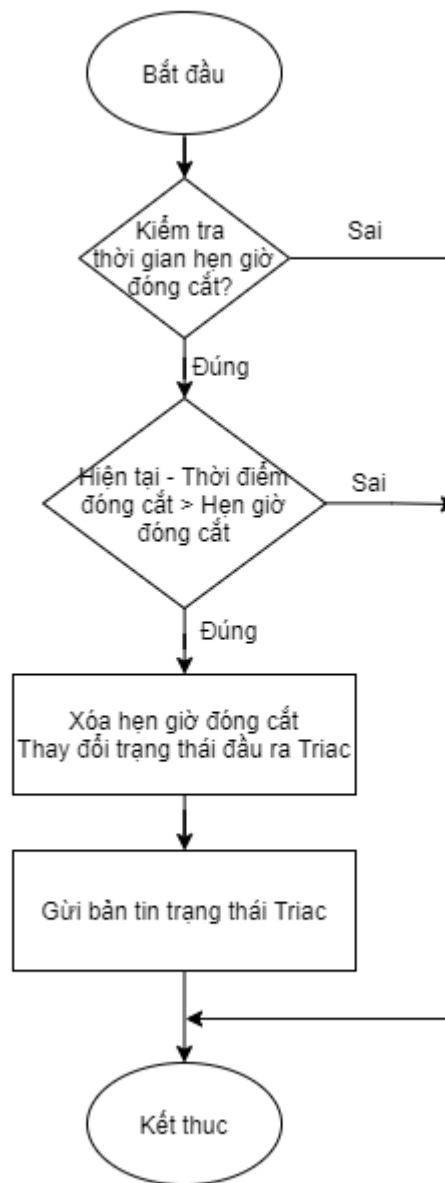 Bắt đầu
Kiểm tra
thời gian hẹn giờ
đóng cắt?
Sai
Đúng
Hiện tại - Thời điểm
đóng cắt > Hẹn giờ
đóng cắt
Sai
Đúng
Xóa hẹn giờ đóng cắt
Thay đổi trạng thái đầu ra Triac
Gửi bản tin trạng thái Triac
Kết thuc